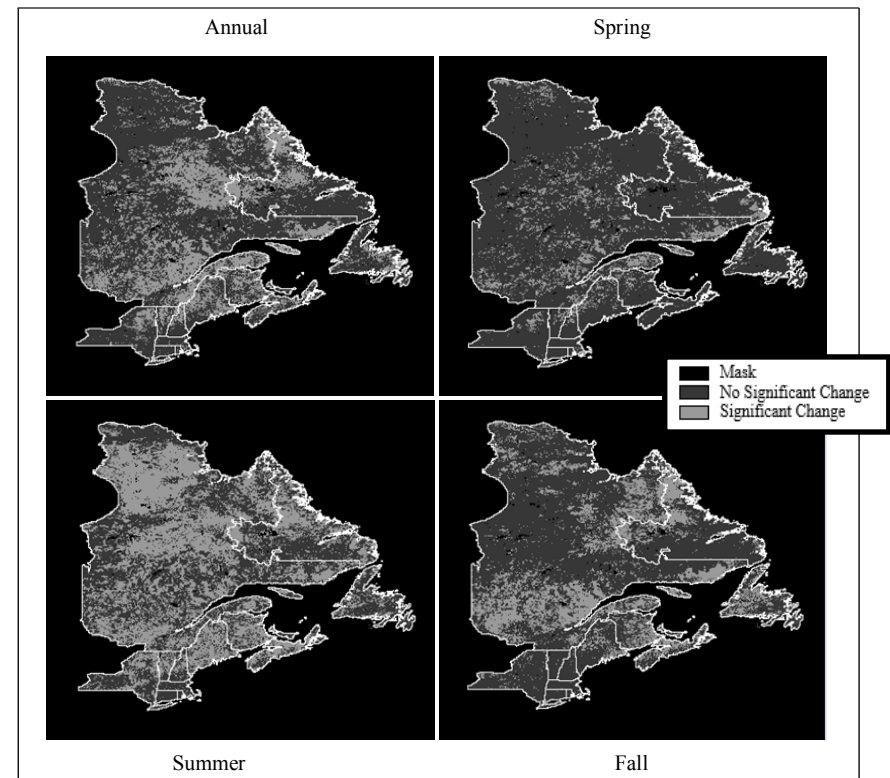 Annual
Spring
Mask
No Significant Change
Significant Change
Summer
Fall